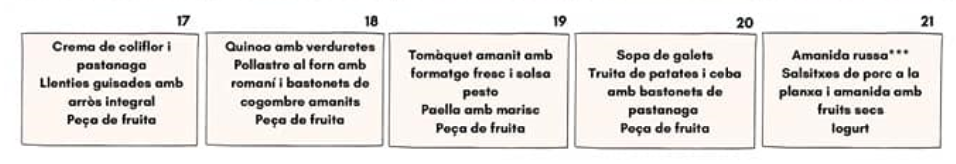 17
Crema de coliflor i
pastanaga
Llenties guisades amb
arròs integral
Peça de fruita
18
Quinoa amb verduretes
Pollastre al forn amb
romaní i bastonets de
cogombre amanits
Peça de fruita
19
Tomàquet amanit amb
formatge fresc i salsa
pesto
Paella amb marisc
Peça de fruita
20
Sopa de galets
Truita de patates i ceba
amb bastonets de
pastanaga
Peça de fruita
21
Amanida russa***
Salsitxes de porc a la
planxa i amanida amb
fruits secs
Iogurt